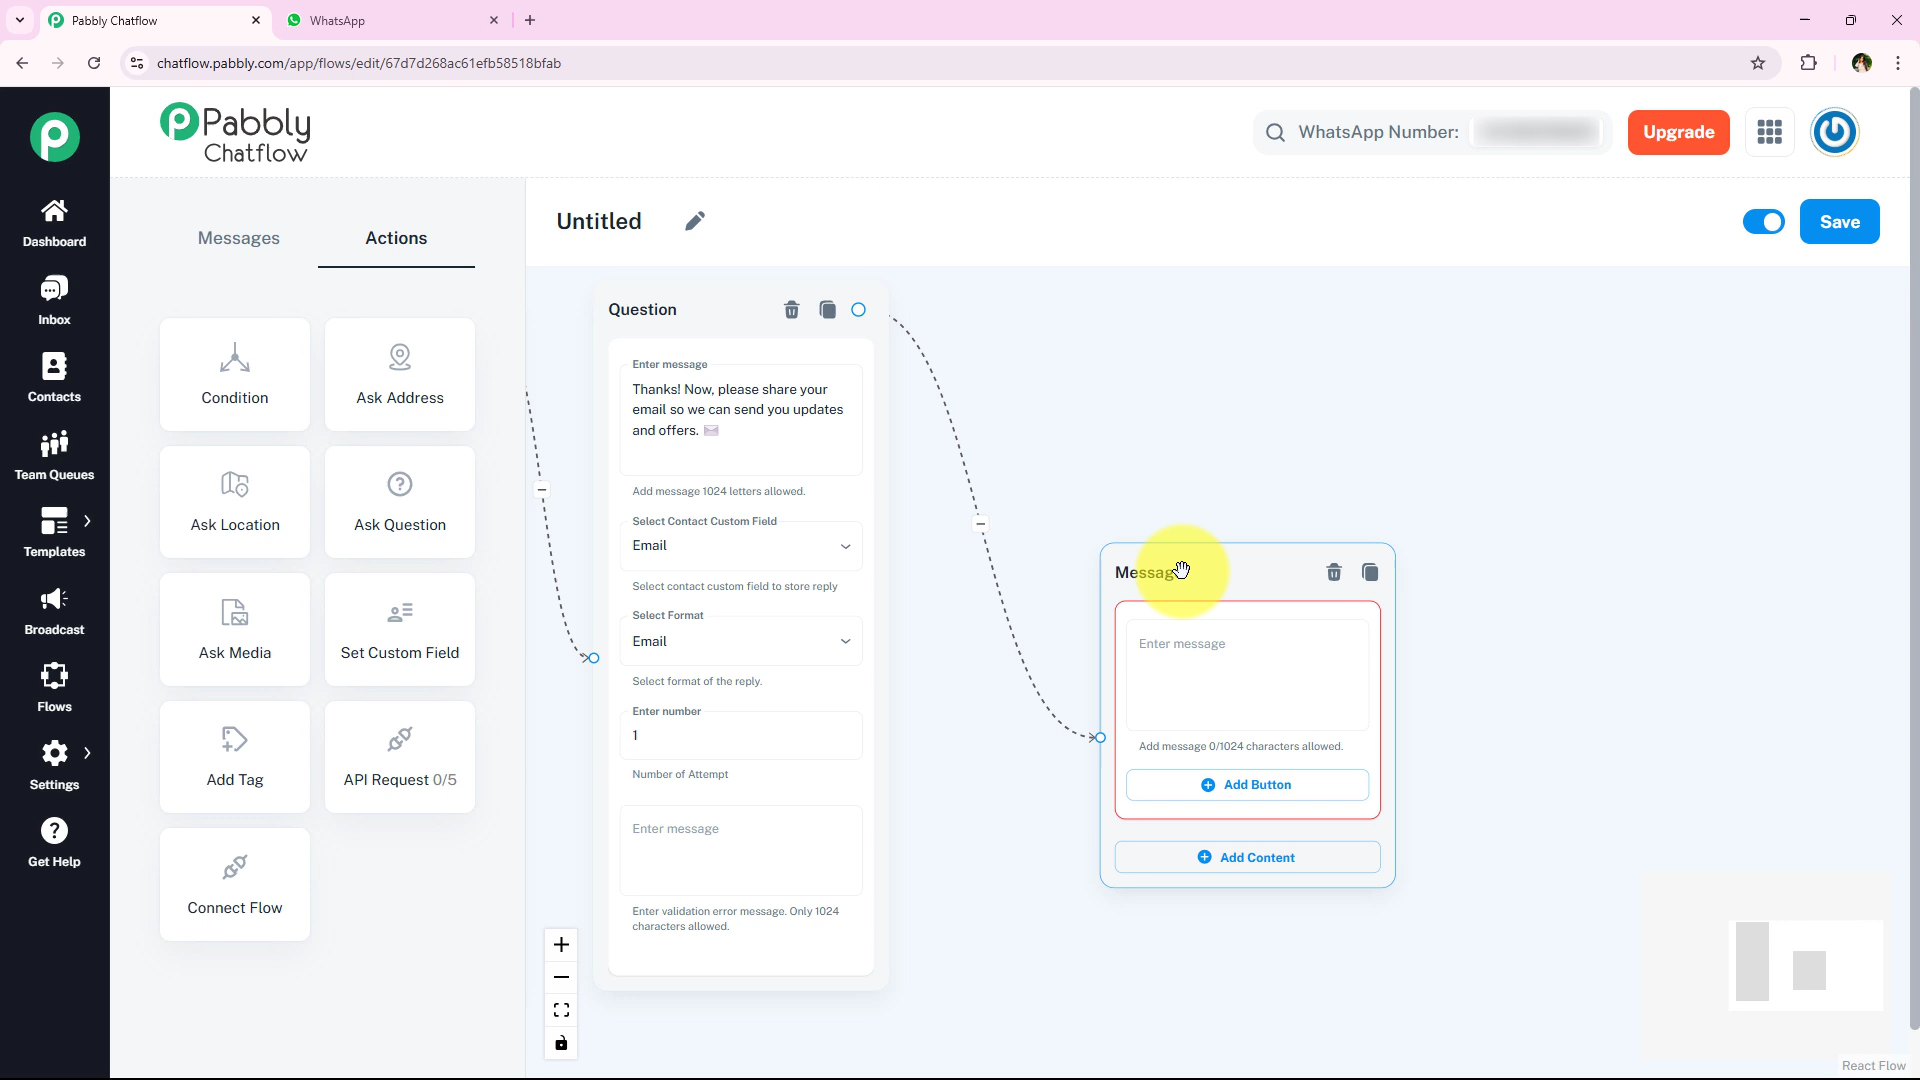 Pabbly Chatflow
WhatsApp
chatflow.pabbly.com/app/flows/edit/67d7d268ac61efb58518bfab
Pabbly
Chatflow
WhatsApp Number:
Upgrade
Dashboard
Inbox
Contacts
Team Queues
Templates
Broadcast
Flows
Settings
Get Help
Messages
Actions
Condition
Ask Address
Ask Location
Ask Question
Ask Media
Set Custom Field
Add Tag
API Request 0/5
Connect Flow
Untitled
Save
Question
Enter message
Thanks! Now, please share your
email so we can send you updates
and offers. ✉️
Add message 1024 letters allowed.
Select Contact Custom Field
Email
Select contact custom field to store reply
Select Format
Email
Select format of the reply.
Enter number
1
Number of Attempt
Enter message
Enter validation error message. Only 1024
characters allowed.
Message
Enter message
Add message 0/1024 characters allowed.
Add Button
Add Content
React Flow